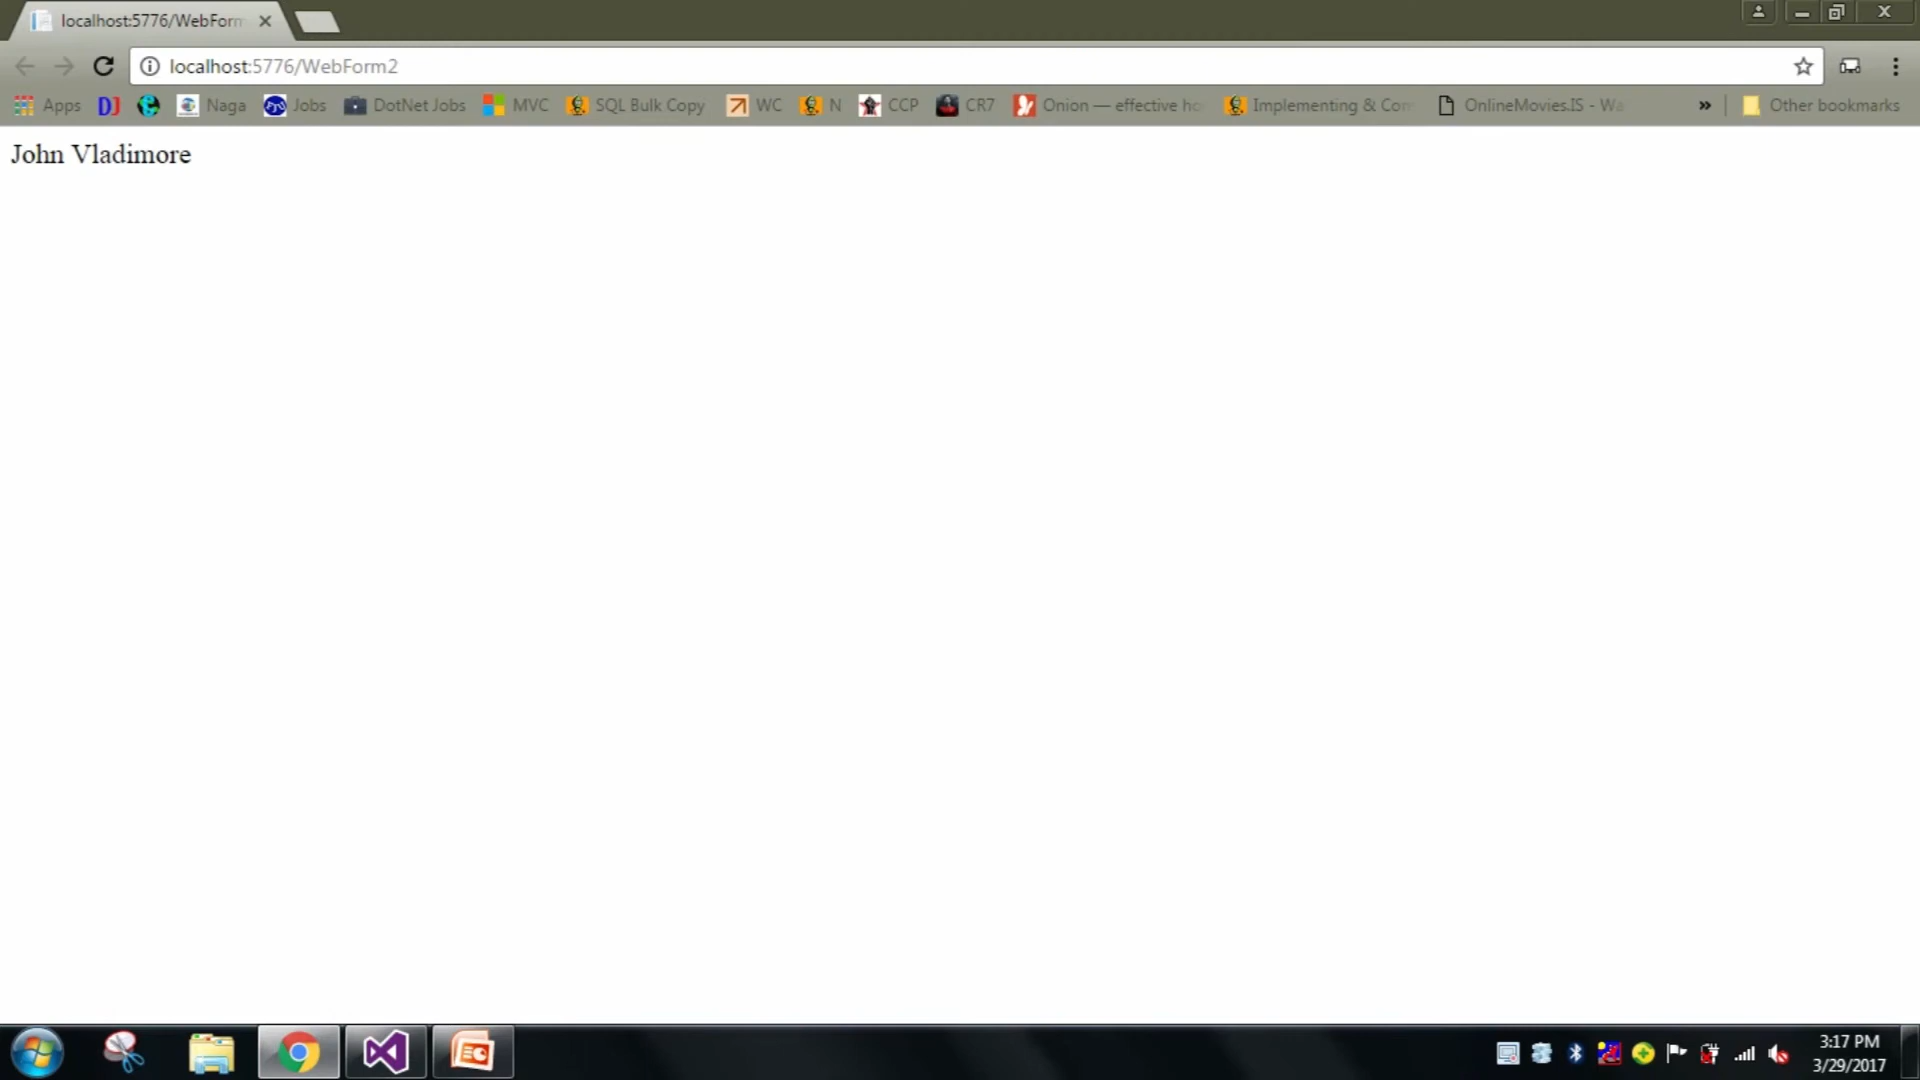 localhost:5776/WebForm
localhost:5776/WebForm2
Apps DJ Naga Jobs DotNet Jobs MVC SQL Bulk Copy WC N CCP CR7 Onion — effective ho Implementing & Con OnlineMovies.IS - Wa » Other bookmarks
John Vladimore
3:17 PM
3/29/2017